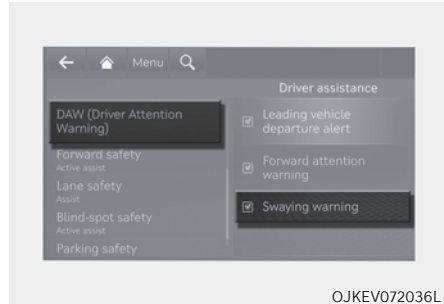 Menu
Driver assistance
DAW (Driver Attention
Warning)
Forward safety
Active assist
Lane safety
Assist
Blind-spot safety
Active assist
Parking safety
Leading vehicle
departure alert
Forward attention
warning
Swaying warning
OJKEV072036L